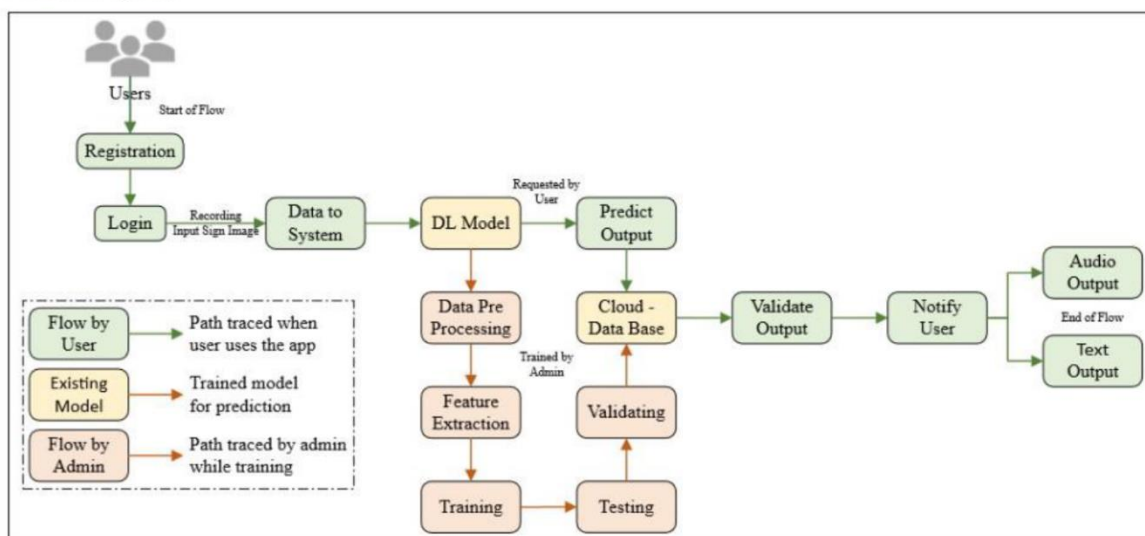 Users
Start of Flow
Registration
Login
Recording
Input Sign Image
Data to
System
DL Model
Requested by
User
Predict
Output
Data Pre
Processing
Cloud -
Data Base
Trained by
Admin
Feature
Extraction
Validating
Training
Testing
Validate
Output
Notify
User
Audio
Output
End of Flow
Text
Output
Flow by
User
Path traced when
user uses the app
Existing
Model
Trained model
for prediction
Flow by
Admin
Path traced by admin
while training